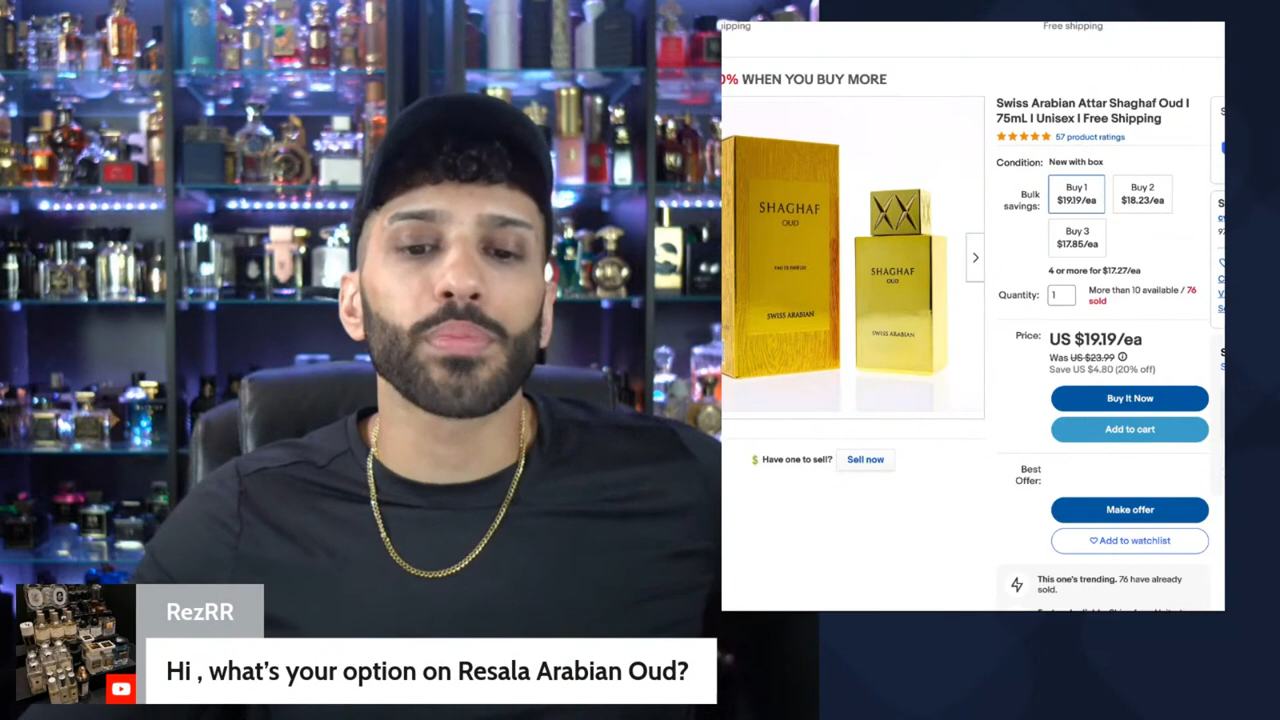 ipping
Free shipping
0% WHEN YOU BUY MORE
SHAGHAF
OUD
EAU DE PARFUM
SWISS ARABIAN
SHAGHAF
OUD
SWISS ARABIAN
Swiss Arabian Attar Shaghaf Oud I
75mL I Unisex I Free Shipping
57 product ratings
Condition: New with box
Bulk
savings:
Buy 1
$19.19/ea
Buy 2
$18.23/ea
Buy 3
$17.85/ea
4 or more for $17.27/ea
Quantity: 1
More than 10 available / 76
sold
Price: US $19.19/ea
Was US $23.99
Save US $4.80 (20% off)
Buy It Now
Add to cart
Best
Offer:
Make offer
Add to watchlist
This one's trending. 76 have already
sold.
$ Have one to sell? Sell now
RezRR
Hi , what's your option on Resala Arabian Oud?